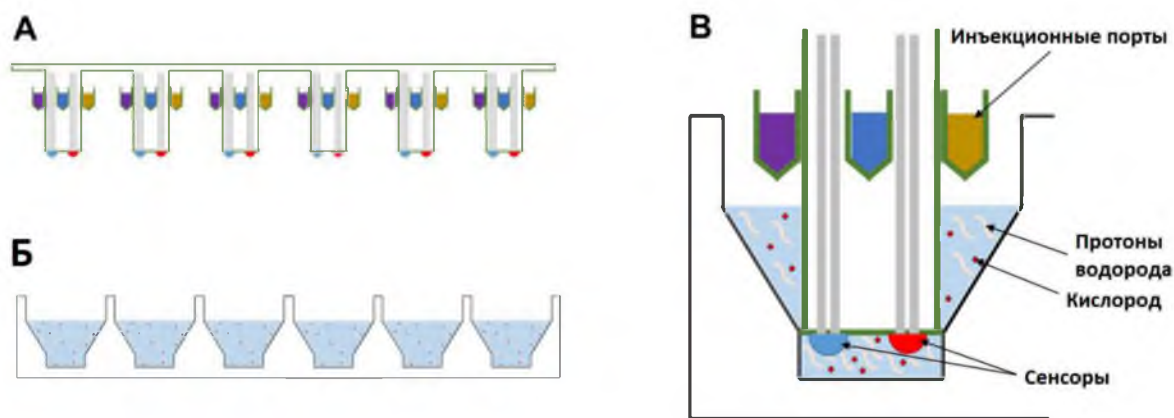 А
Б
В
Инъекционные порты
Протоны
водорода
Кислород
Сенсоры